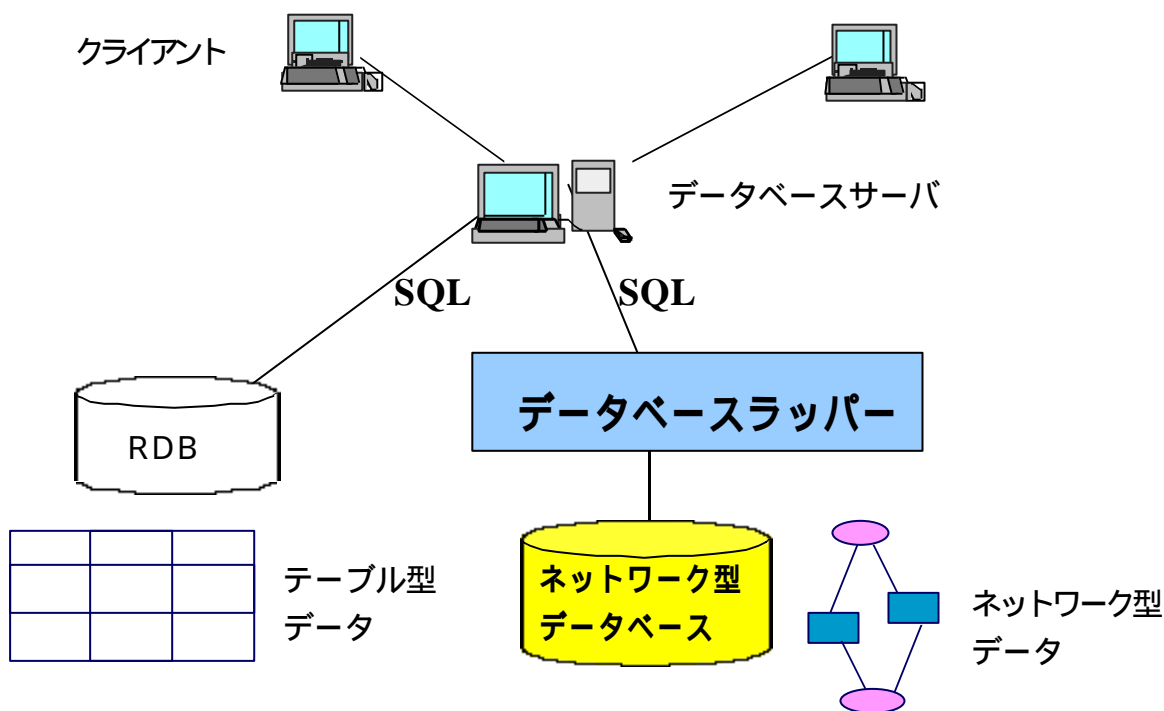 クライアント
データベースサーバ
SQL
SQL
データベースラッパー
RDB
テーブル型
データ
ネットワーク型
データベース
ネットワーク型
データ